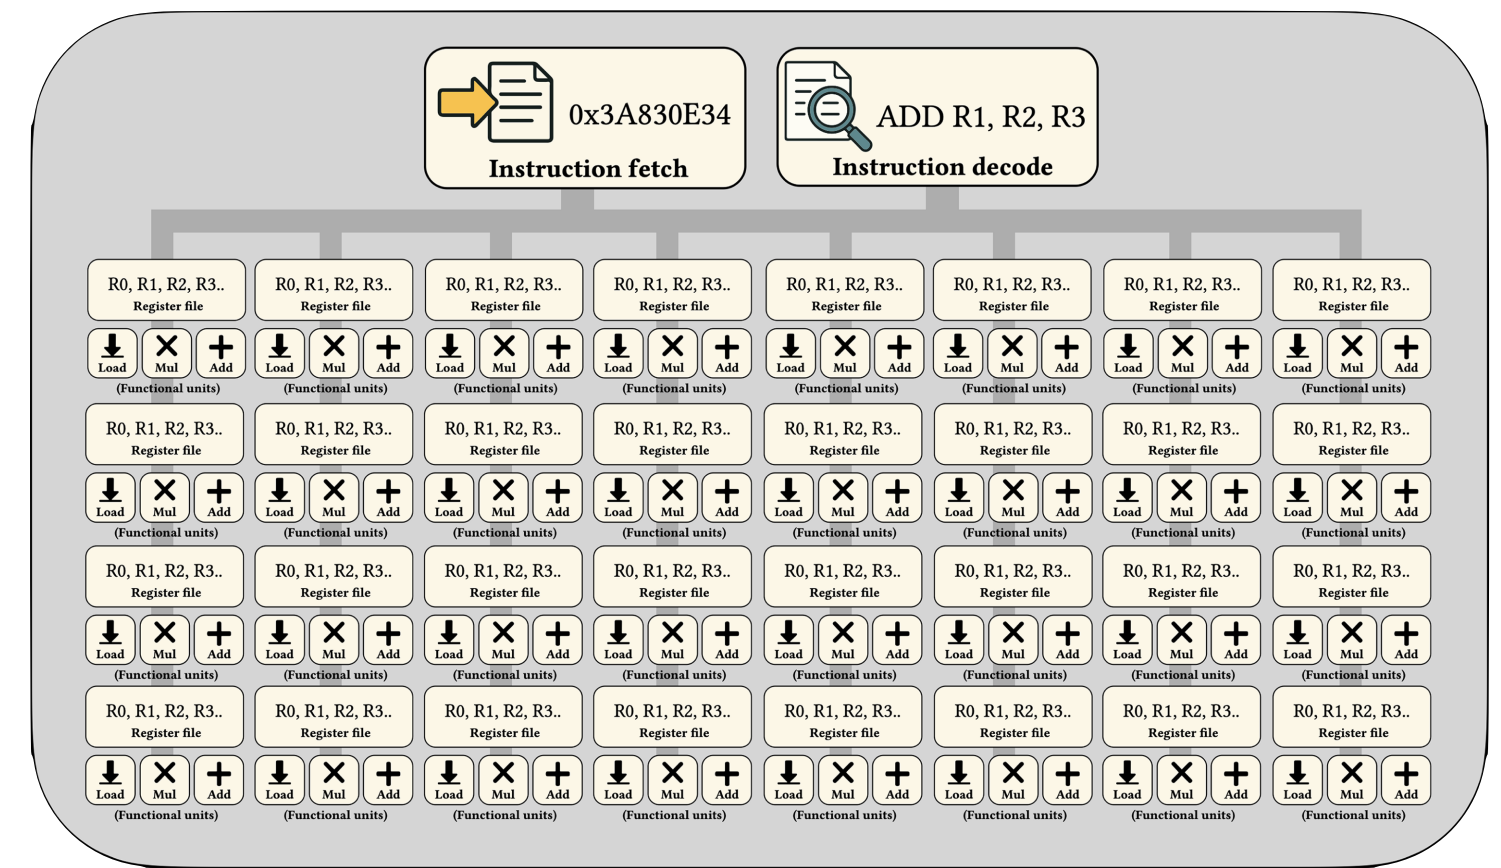 0x3A830E34
Instruction fetch
ADD R1, R2, R3
Instruction decode
R0, R1, R2, R3.. R0, R1, R2, R3.. R0, R1, R2, R3.. R0, R1, R2, R3.. R0, R1, R2, R3.. R0, R1, R2, R3.. R0, R1, R2, R3.. R0, R1, R2, R3..
Register file Register file Register file Register file Register file Register file Register file Register file
Load Mul Add Load Mul Add Load Mul Add Load Mul Add Load Mul Add Load Mul Add Load Mul Add Load Mul Add
(Functional units) (Functional units) (Functional units) (Functional units) (Functional units) (Functional units) (Functional units) (Functional units)
R0, R1, R2, R3.. R0, R1, R2, R3.. R0, R1, R2, R3.. R0, R1, R2, R3.. R0, R1, R2, R3.. R0, R1, R2, R3.. R0, R1, R2, R3.. R0, R1, R2, R3..
Register file Register file Register file Register file Register file Register file Register file Register file
Load Mul Add Load Mul Add Load Mul Add Load Mul Add Load Mul Add Load Mul Add Load Mul Add Load Mul Add
(Functional units) (Functional units) (Functional units) (Functional units) (Functional units) (Functional units) (Functional units) (Functional units)
R0, R1, R2, R3.. R0, R1, R2, R3.. R0, R1, R2, R3.. R0, R1, R2, R3.. R0, R1, R2, R3.. R0, R1, R2, R3.. R0, R1, R2, R3.. R0, R1, R2, R3..
Register file Register file Register file Register file Register file Register file Register file Register file
Load Mul Add Load Mul Add Load Mul Add Load Mul Add Load Mul Add Load Mul Add Load Mul Add Load Mul Add
(Functional units) (Functional units) (Functional units) (Functional units) (Functional units) (Functional units) (Functional units) (Functional units)
R0, R1, R2, R3.. R0, R1, R2, R3.. R0, R1, R2, R3.. R0, R1, R2, R3.. R0, R1, R2, R3.. R0, R1, R2, R3.. R0, R1, R2, R3.. R0, R1, R2, R3..
Register file Register file Register file Register file Register file Register file Register file Register file
Load Mul Add Load Mul Add Load Mul Add Load Mul Add Load Mul Add Load Mul Add Load Mul Add Load Mul Add
(Functional units) (Functional units) (Functional units) (Functional units) (Functional units) (Functional units) (Functional units) (Functional units)